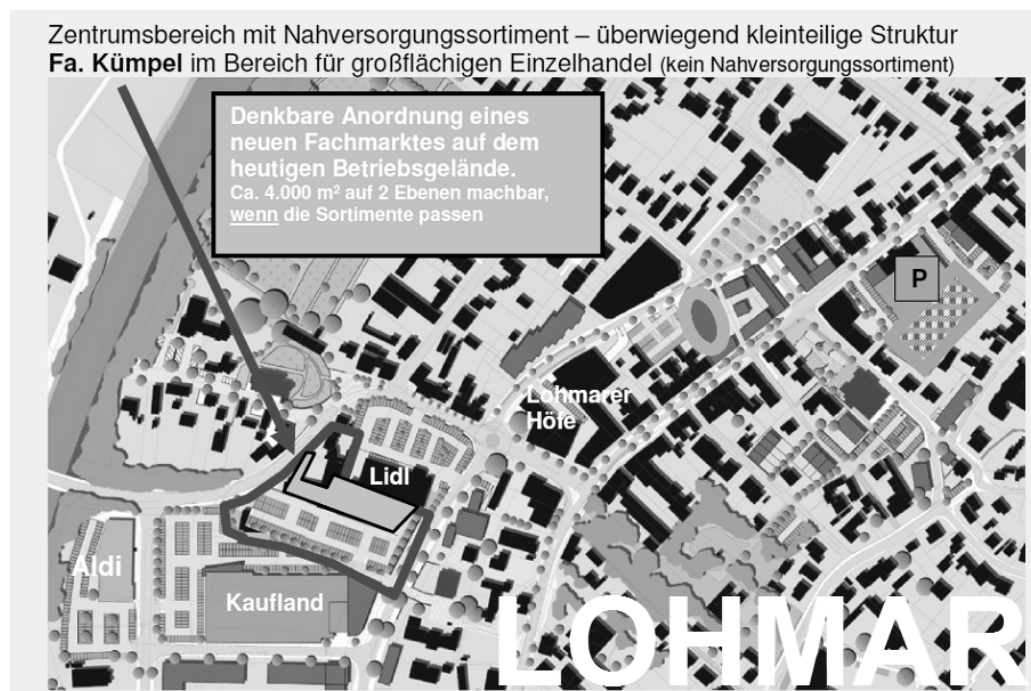 Zentrumsbereich mit Nahversorgungssortiment – überwiegend kleinteilige Struktur
Fa. Kümpel im Bereich für großflächigen Einzelhandel (kein Nahversorgungssortiment)
Denkbare Anordnung eines
neuen Fachmarktes auf dem
heutigen Betriebsgelände.
Ca. 4.000 m² auf 2 Ebenen machbar,
wenn die Sortimente passen
P
Lohmarer
Höfe
Lidl
Aldi
Kaufland
LOHMAR